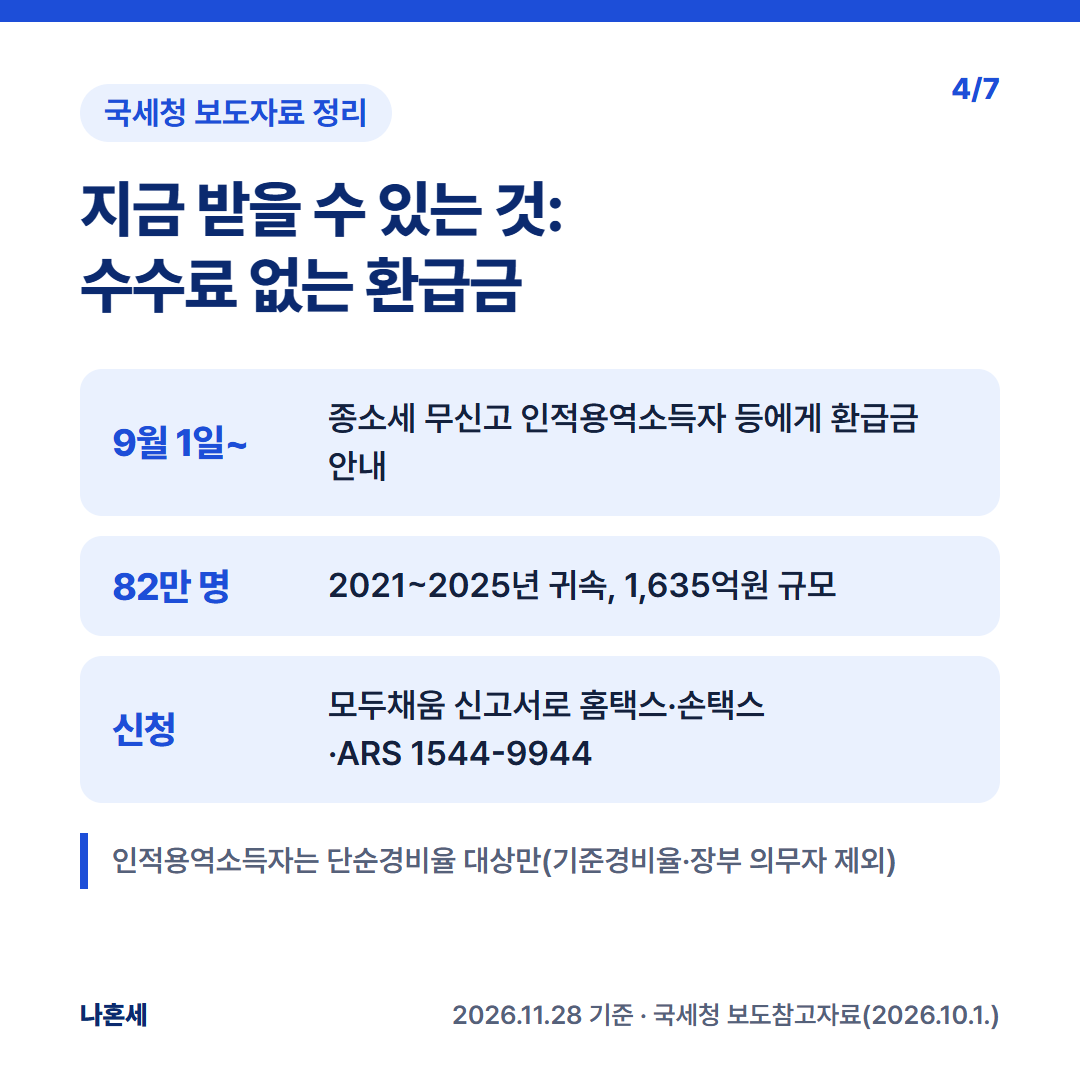 4/7
국세청 보도자료 정리
지금 받을 수 있는 것:
수수료 없는 환급금
9월 1일~
종소세 무신고 인적용역소득자 등에게 환급금
안내
82만 명
2021~2025년 귀속, 1,635억원 규모
신청
모두채움 신고서로 홈택스·손택스
·ARS 1544-9944
인적용역소득자는 단순경비율 대상만(기준경비율·장부 의무자 제외)
나혼세
2026.11.28 기준 · 국세청 보도참고자료(2026.10.1.)